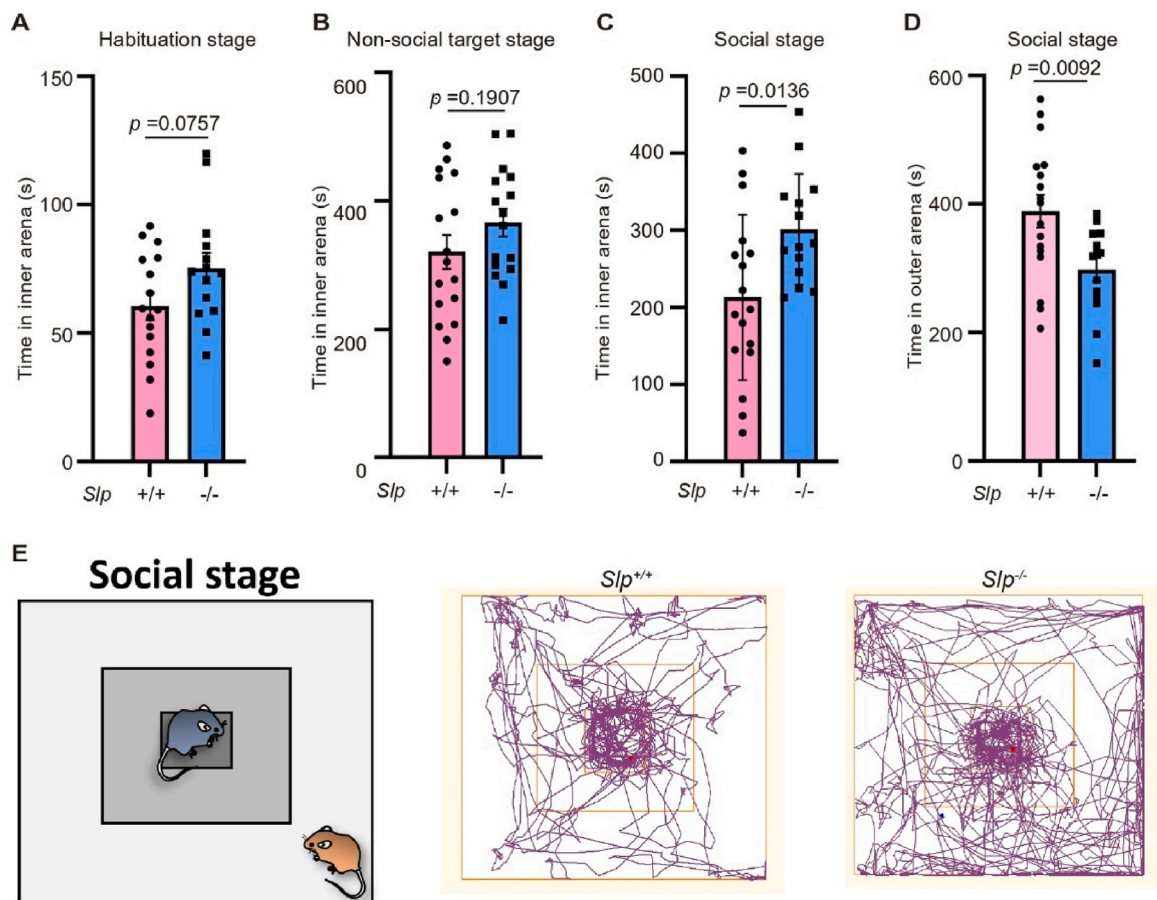 A
Habituation stage
p =0.0757
Time in inner arena (s)
150
100
50
0
Slp +/+ -/-
B
Non-social target stage
p =0.1907
Time in inner arena (s)
600
400
200
0
+/+ -/-
C
Social stage
p =0.0136
Time in inner arena (s)
500
400
300
200
100
0
Slp +/+ -/-
D
Social stage
p =0.0092
Time in outer arena (s)
600
400
200
0
Slp +/+ -/-
E
Social stage
Slp+/+
Slp-/-